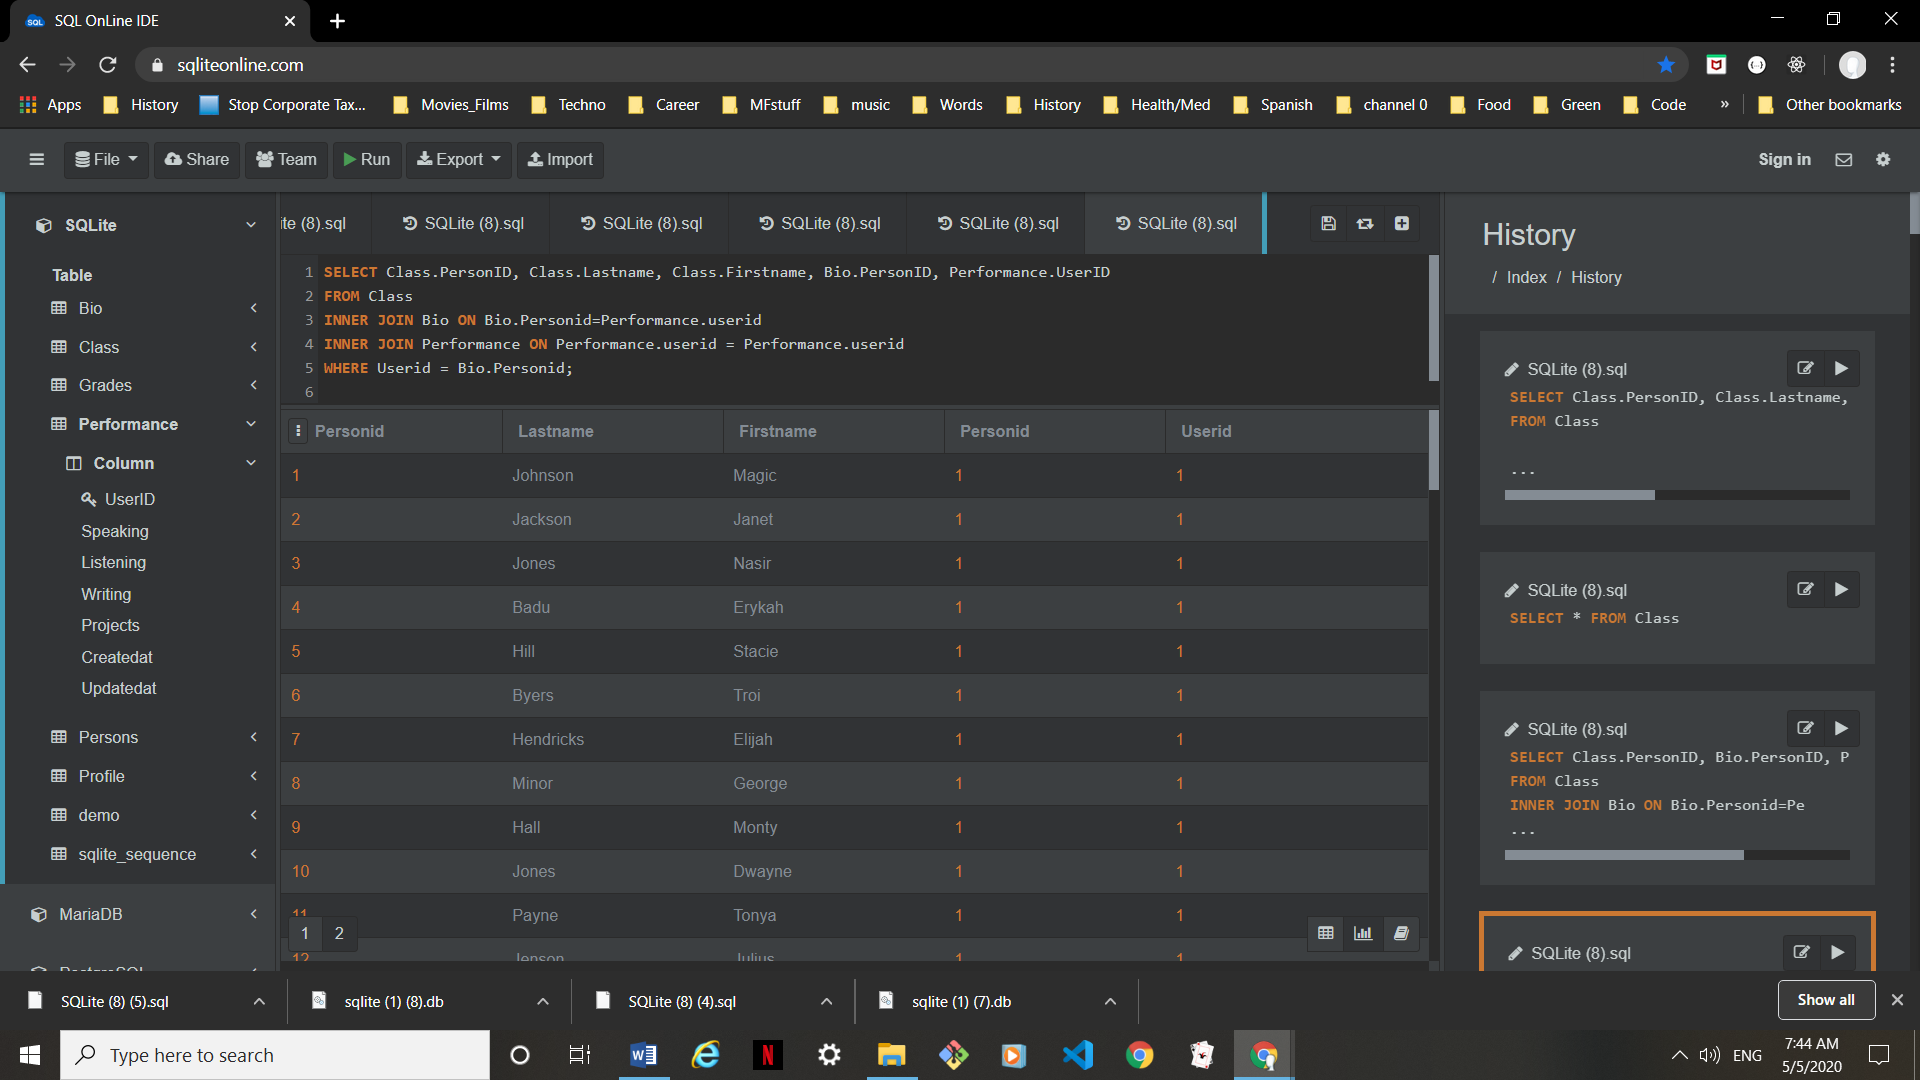 SQL OnLine IDE
sqliteonline.com
Apps History Stop Corporate Tax... Movies_Films Techno Career MFstuff music Words History Health/Med Spanish channel 0 Food Green Code » Other bookmarks
File Share Team Run Export Import Sign in
SQLite
Table
Bio
Class
Grades
Performance
Column
UserID
Speaking
Listening
Writing
Projects
Createdat
Updatedat
Persons
Profile
demo
sqlite_sequence
MariaDB
PostgreSQL
ite (8).sql SQLite (8).sql SQLite (8).sql SQLite (8).sql SQLite (8).sql SQLite (8).sql
1 SELECT Class.PersonID, Class.Lastname, Class.Firstname, Bio.PersonID, Performance.UserID
2 FROM Class
3 INNER JOIN Bio ON Bio.Personid=Performance.userid
4 INNER JOIN Performance ON Performance.userid = Performance.userid
5 WHERE Userid = Bio.Personid;
6
Personid Lastname Firstname Personid Userid
1 Johnson Magic 1 1
2 Jackson Janet 1 1
3 Jones Nasir 1 1
4 Badu Erykah 1 1
5 Hill Stacie 1 1
6 Byers Troi 1 1
7 Hendricks Elijah 1 1
8 Minor George 1 1
9 Hall Monty 1 1
10 Jones Dwayne 1 1
11 Payne Tonya 1 1
12 Jenson Julius 1 1
1 2
History
/ Index / History
SQLite (8).sql
SELECT Class.PersonID, Class.Lastname,
FROM Class
...
SQLite (8).sql
SELECT * FROM Class
SQLite (8).sql
SELECT Class.PersonID, Bio.PersonID, P
FROM Class
INNER JOIN Bio ON Bio.Personid=Pe
...
SQLite (8).sql
SQLite (8) (5).sql sqlite (1) (8).db SQLite (8) (4).sql sqlite (1) (7).db Show all
Type here to search
ENG
7:44 AM
5/5/2020